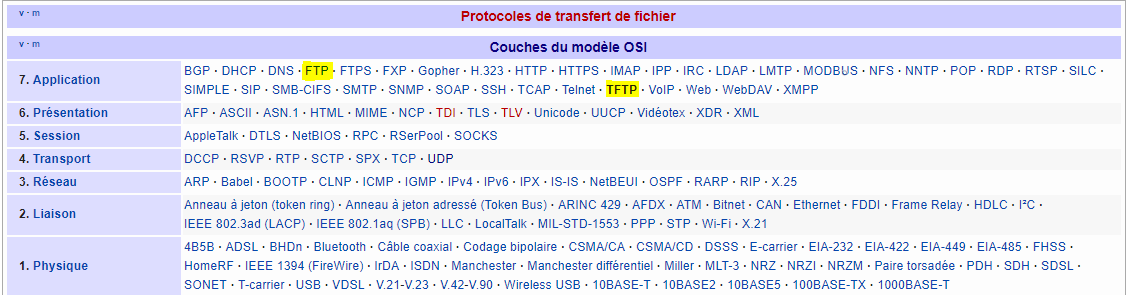 v · m
Protocoles de transfert de fichier
v · m
Couches du modèle OSI
7. Application
BGP · DHCP · DNS · FTP · FTPS · FXP · Gopher · H.323 · HTTP · HTTPS · IMAP · IPP · IRC · LDAP · LMTP · MODBUS · NFS · NNTP · POP · RDP · RTSP · SILC ·
SIMPLE · SIP · SMB-CIFS · SMTP · SNMP · SOAP · SSH · TCAP · Telnet · TFTP · VoIP · Web · WebDAV · XMPP
6. Présentation
AFP · ASCII · ASN.1 · HTML · MIME · NCP · TDI · TLS · TLV · Unicode · UUCP · Vidéotex · XDR · XML
5. Session
AppleTalk · DTLS · NetBIOS · RPC · RSerPool · SOCKS
4. Transport
DCCP · RSVP · RTP · SCTP · SPX · TCP · UDP
3. Réseau
ARP · Babel · BOOTP · CLNP · ICMP · IGMP · IPv4 · IPv6 · IPX · IS-IS · NetBEUI · OSPF · RARP · RIP · X.25
2. Liaison
Anneau à jeton (token ring) · Anneau à jeton adressé (Token Bus) · ARINC 429 · AFDX · ATM · Bitnet · CAN · Ethernet · FDDI · Frame Relay · HDLC · I²C ·
IEEE 802.3ad (LACP) · IEEE 802.1aq (SPB) · LLC · LocalTalk · MIL-STD-1553 · PPP · STP · Wi-Fi · X.21
1. Physique
4B5B · ADSL · BHDn · Bluetooth · Câble coaxial · Codage bipolaire · CSMA/CA · CSMA/CD · DSSS · E-carrier · EIA-232 · EIA-422 · EIA-449 · EIA-485 · FHSS ·
HomeRF · IEEE 1394 (FireWire) · IrDA · ISDN · Manchester · Manchester différentiel · Miller · MLT-3 · NRZ · NRZI · NRZM · Paire torsadée · PDH · SDH · SDSL ·
SONET · T-carrier · USB · VDSL · V.21-V.23 · V.42-V.90 · Wireless USB · 10BASE-T · 10BASE2 · 10BASE5 · 100BASE-TX · 1000BASE-T